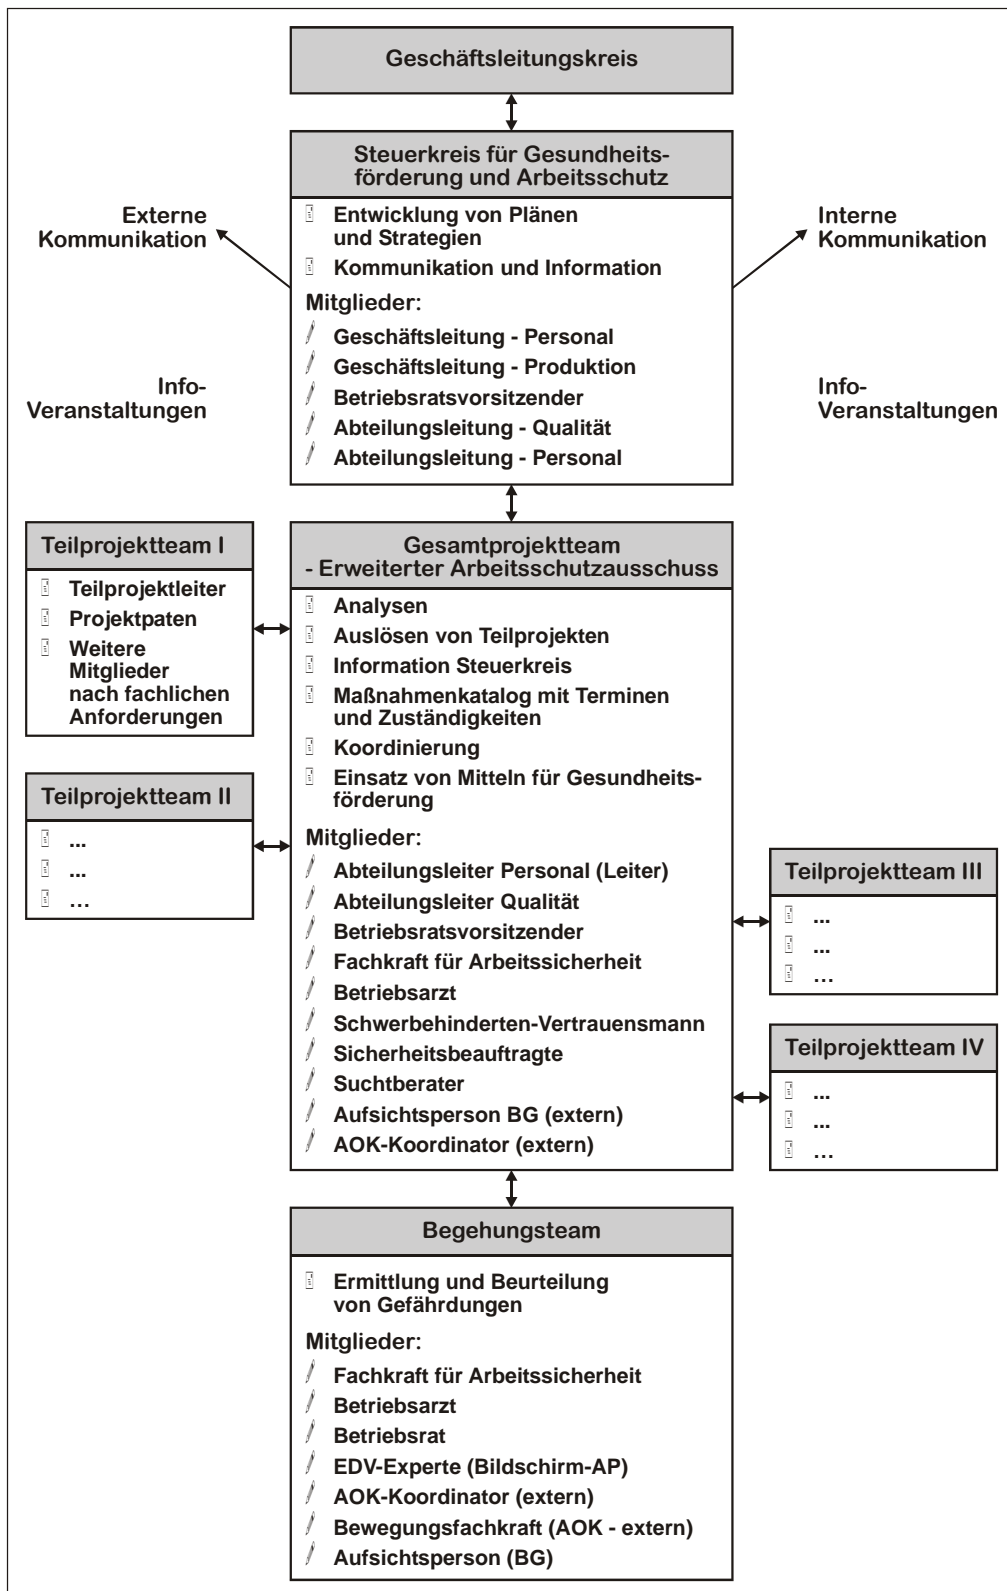 Geschäftsleitungskreis
Steuerkreis für Gesundheits-
förderung und Arbeitsschutz
Entwicklung von Plänen
und Strategien
Kommunikation und Information
Mitglieder:
Geschäftsleitung - Personal
Geschäftsleitung - Produktion
Betriebsratsvorsitzender
Abteilungsleitung - Qualität
Abteilungsleitung - Personal
Externe
Kommunikation
Info-
Veranstaltungen
Interne
Kommunikation
Info-
Veranstaltungen
Teilprojektteam I
Teilprojektleiter
Projektpaten
Weitere
Mitglieder
nach fachlichen
Anforderungen
Teilprojektteam II
...
...
...
Gesamtprojektteam
- Erweiterter Arbeitsschutzausschuss
Analysen
Auslösen von Teilprojekten
Information Steuerkreis
Maßnahmenkatalog mit Terminen
und Zuständigkeiten
Koordinierung
Einsatz von Mitteln für Gesundheits-
förderung
Mitglieder:
Abteilungsleiter Personal (Leiter)
Abteilungsleiter Qualität
Betriebsratsvorsitzender
Fachkraft für Arbeitssicherheit
Betriebsarzt
Schwerbehinderten-Vertrauensmann
Sicherheitsbeauftragte
Suchtberater
Aufsichtsperson BG (extern)
AOK-Koordinator (extern)
Teilprojektteam III
...
...
...
Teilprojektteam IV
...
...
...
Begehungsteam
Ermittlung und Beurteilung
von Gefährdungen
Mitglieder:
Fachkraft für Arbeitssicherheit
Betriebsarzt
Betriebsrat
EDV-Experte (Bildschirm-AP)
AOK-Koordinator (extern)
Bewegungsfachkraft (AOK - extern)
Aufsichtsperson (BG)